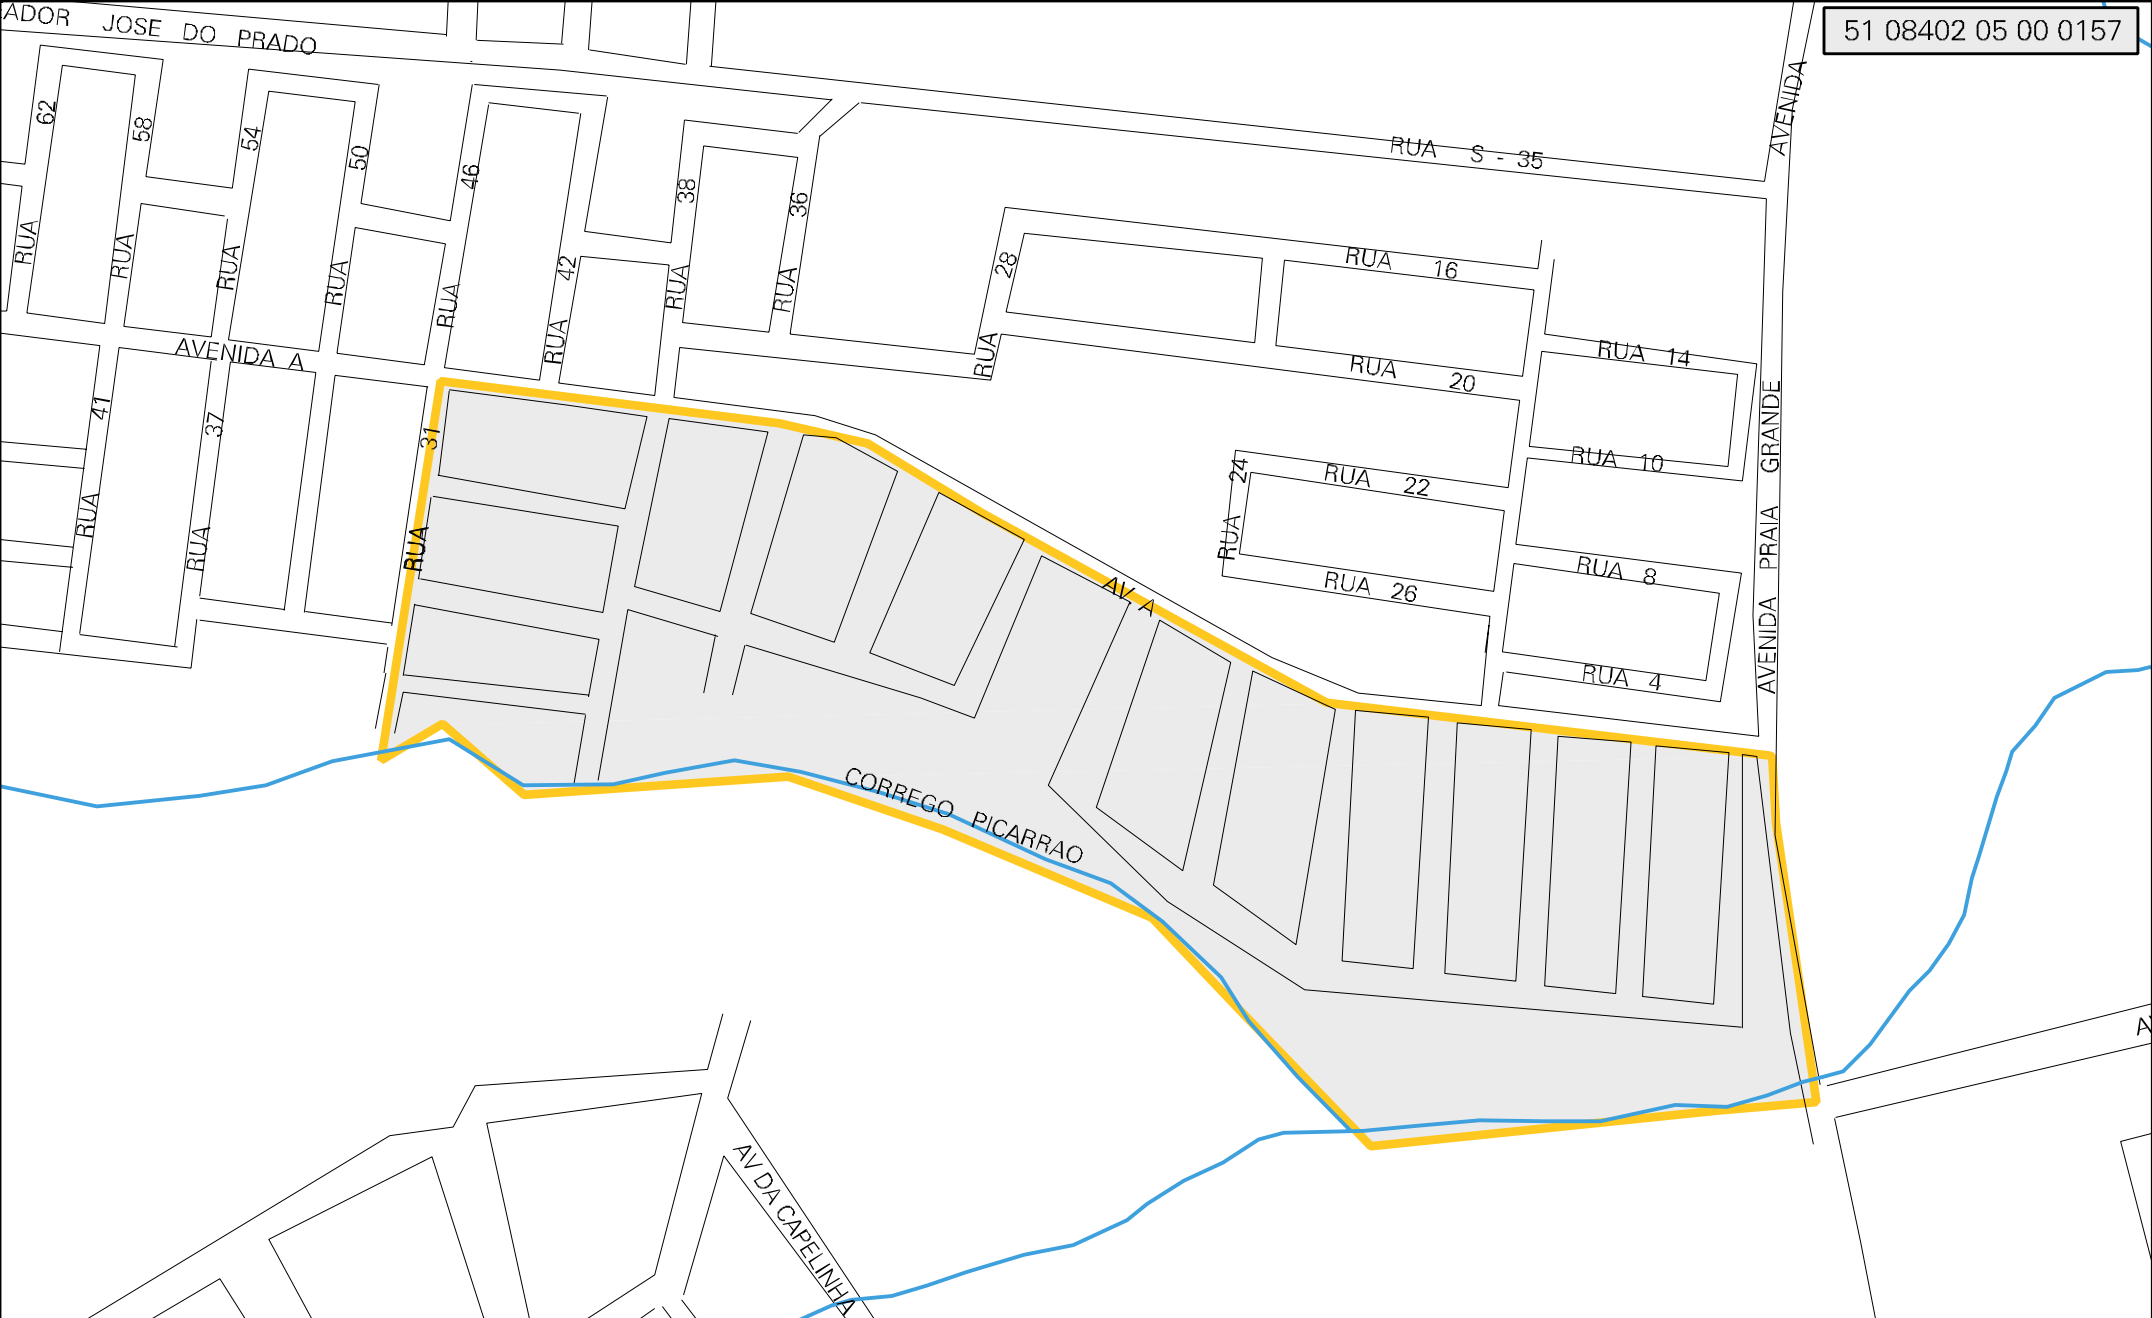 51 08402 05 00 0157
ADOR JOSE DO PRADO
AVENIDA
RUA S - 35
RUA 62
RUA 58
RUA 54
RUA 50
RUA 46
RUA 42
RUA 38
RUA 36
RUA 28
RUA 16
RUA 14
RUA 20
AVENIDA A
RUA 41
RUA 37
RUA 31
RUA 24
RUA 22
RUA 10
RUA 26
RUA 8
RUA 4
AVENIDA PRAIA GRANDE
AV A
CORREGO PICARRAO
AV DA CAPELINHA